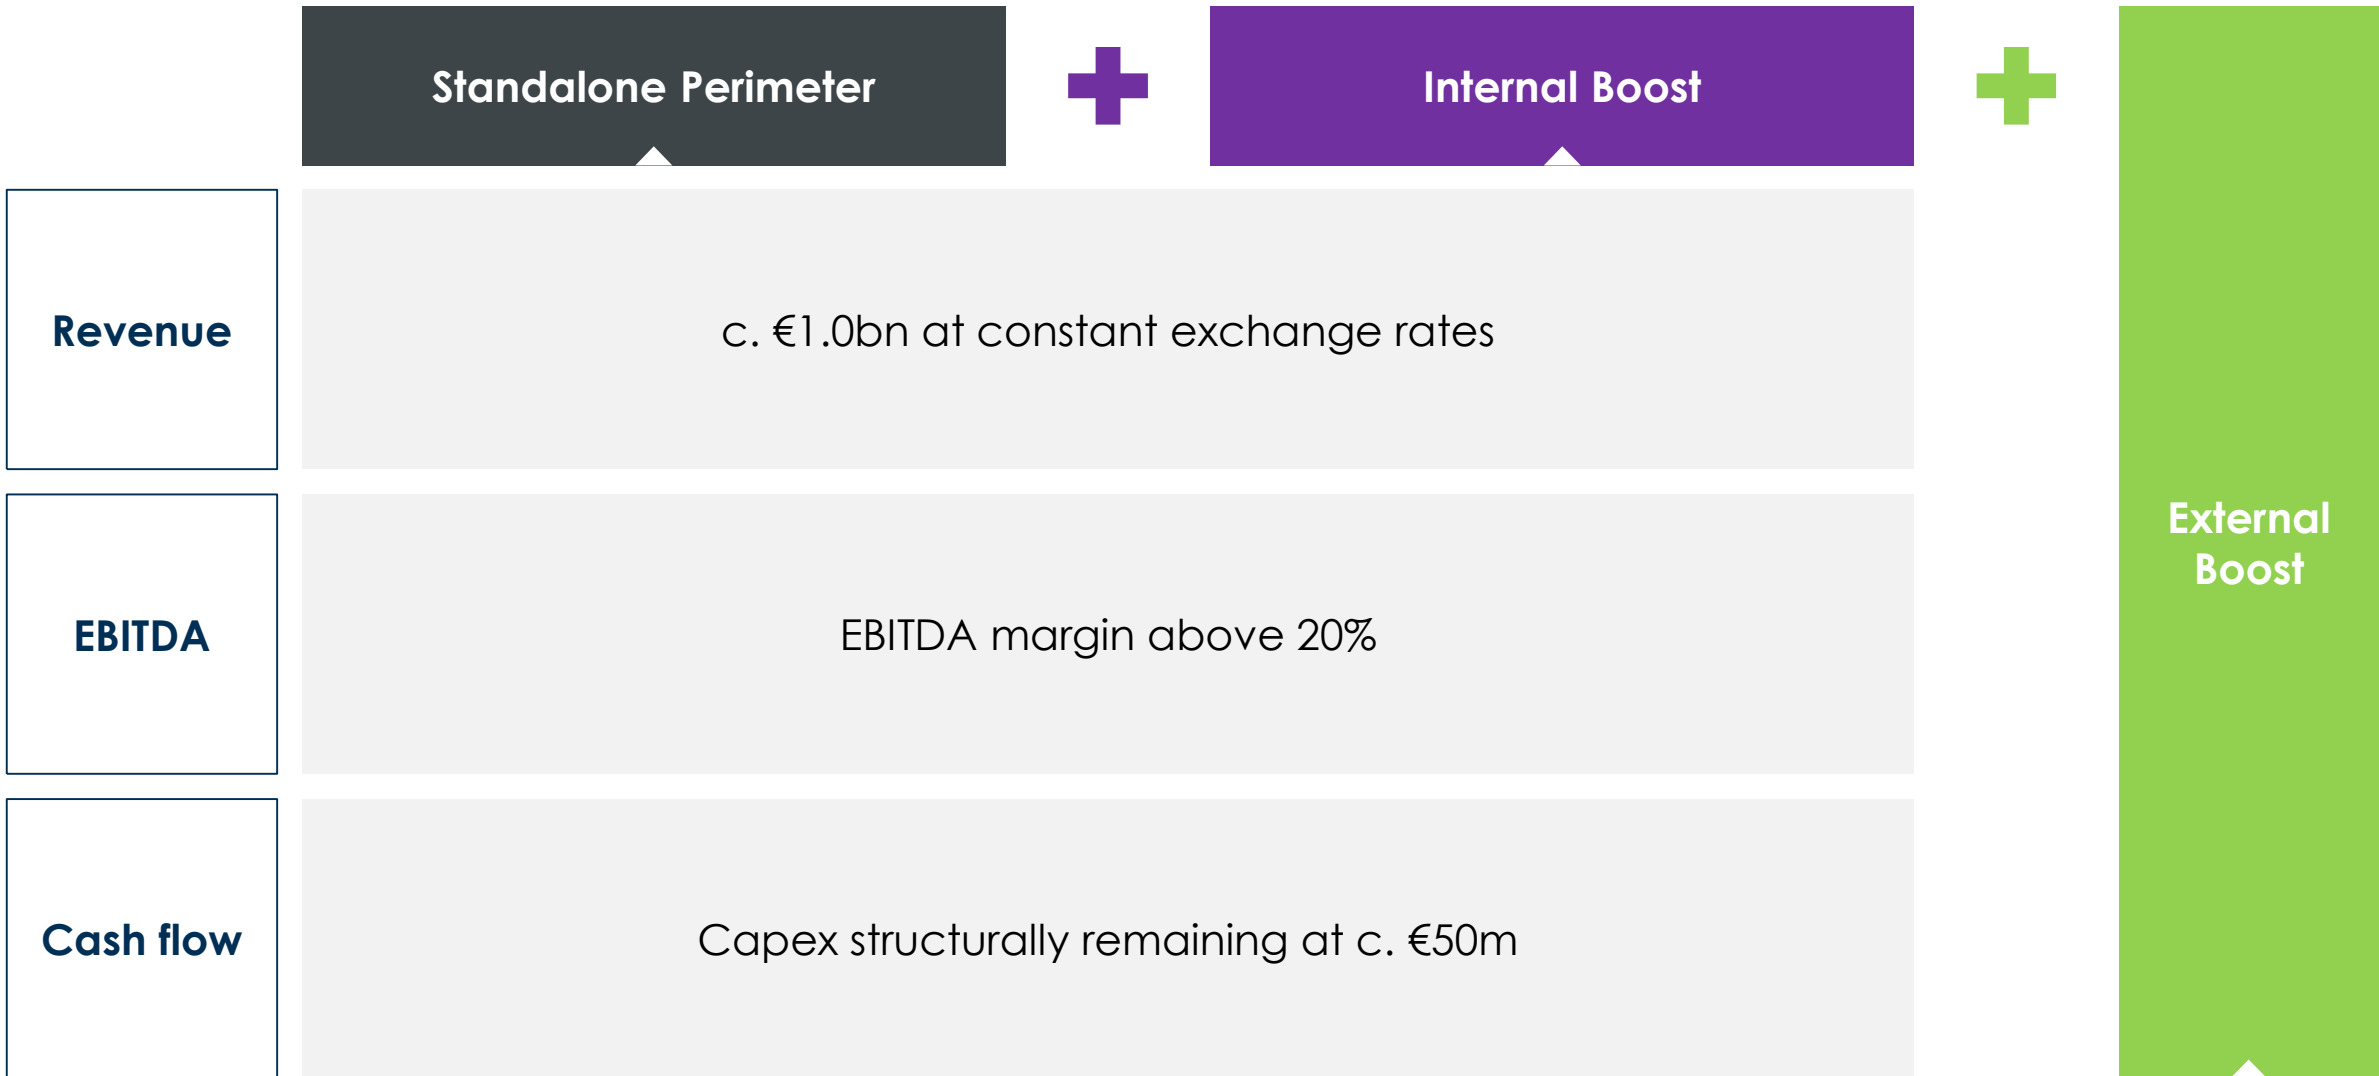 Standalone Perimeter
Internal Boost
Revenue
c. €1.0bn at constant exchange rates
EBITDA
EBITDA margin above 20%
Cash flow
Capex structurally remaining at c. €50m
External
Boost